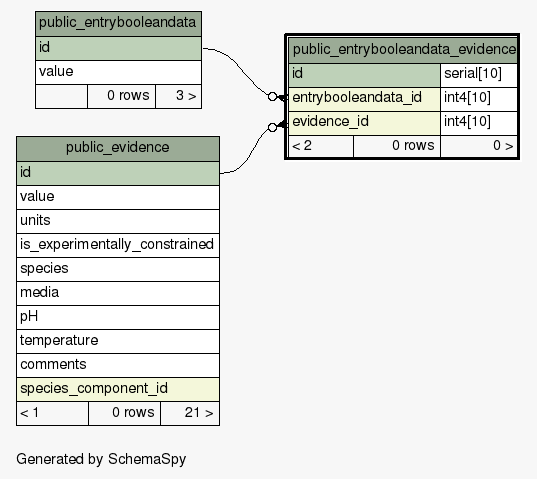 public_entrybooleandata
id
value
0 rows 3 >
public_entrybooleandata_evidence
id serial[10]
entrybooleandata_id int4[10]
evidence_id int4[10]
< 2 0 rows 0 >
public_evidence
id
value
units
is_experimentally_constrained
species
media
pH
temperature
comments
species_component_id
< 1 0 rows 21 >
Generated by SchemaSpy